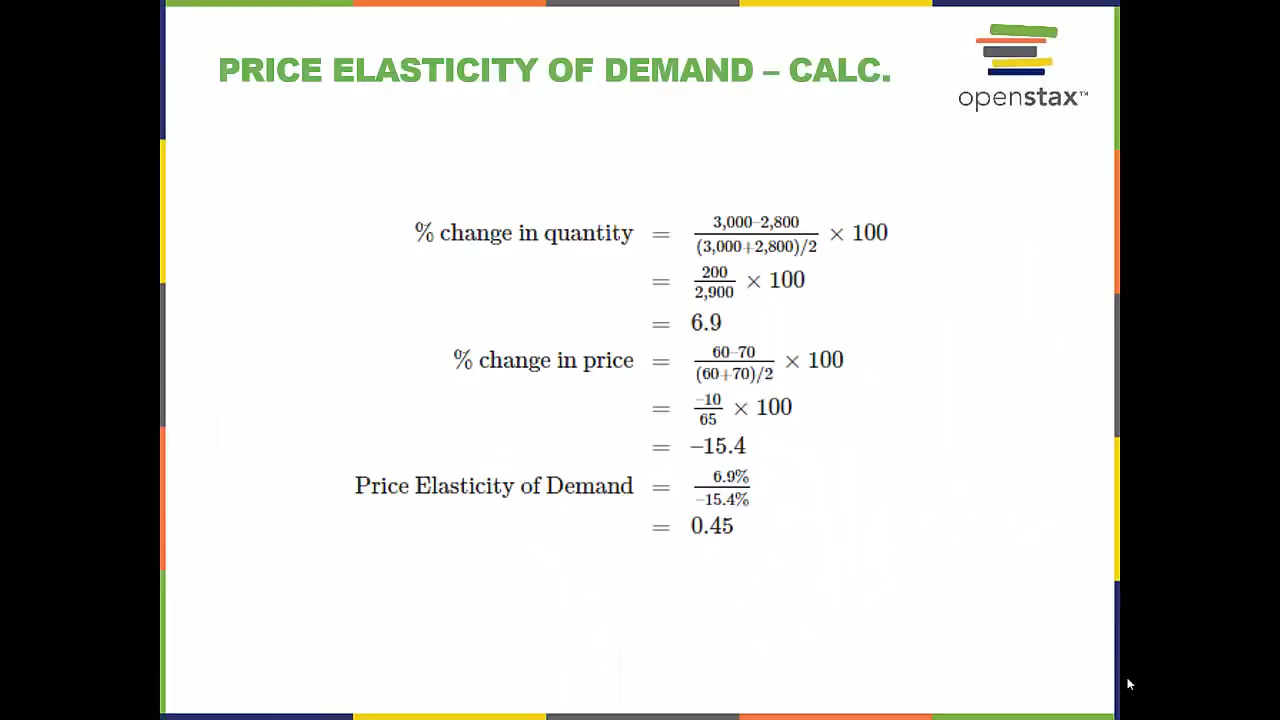 PRICE ELASTICITY OF DEMAND – CALC.
openstax™
% change in quantity = 3,000–2,800 / (3,000+2,800)/2 × 100
= 200 / 2,900 × 100
= 6.9
% change in price = 60–70 / (60+70)/2 × 100
= –10 / 65 × 100
= –15.4
Price Elasticity of Demand = 6.9% / –15.4%
= 0.45